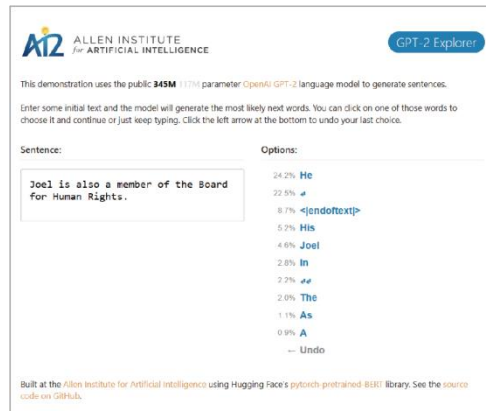 AI2 ALLEN INSTITUTE
for ARTIFICIAL INTELLIGENCE
GPT-2 Explorer
This demonstration uses the public 345M 117M parameter OpenAI GPT-2 language model to generate sentences.
Enter some initial text and the model will generate the most likely next words. You can click on one of those words to
choose it and continue or just keep typing. Click the left arrow at the bottom to undo your last choice.
Sentence:
Joel is also a member of the Board
for Human Rights.
Options:
24.2% He
22.5% ↲
8.7% <|endoftext|>
5.2% His
4.6% Joel
2.8% In
2.2% ↲↲
2.0% The
1.1% As
0.9% A
← Undo
Built at the Allen Institute for Artificial Intelligence using Hugging Face's pytorch-pretrained-BERT library. See the source
code on GitHub.